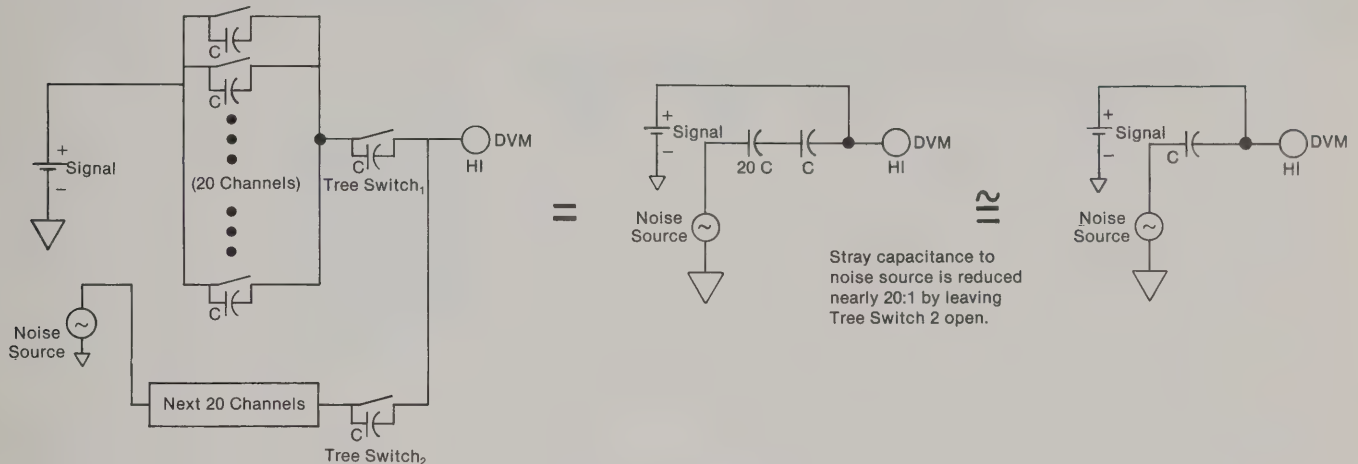 C
C
(20 Channels)
C
+
Signal
−
C
Tree Switch₁
DVM
HI
Noise
Source
~
Next 20 Channels
C
Tree Switch₂
=
+
Signal
−
20 C
C
DVM
HI
Noise
Source
~
Stray capacitance to
noise source is reduced
nearly 20:1 by leaving
Tree Switch 2 open.
≅
+
Signal
−
C
DVM
HI
Noise
Source
~